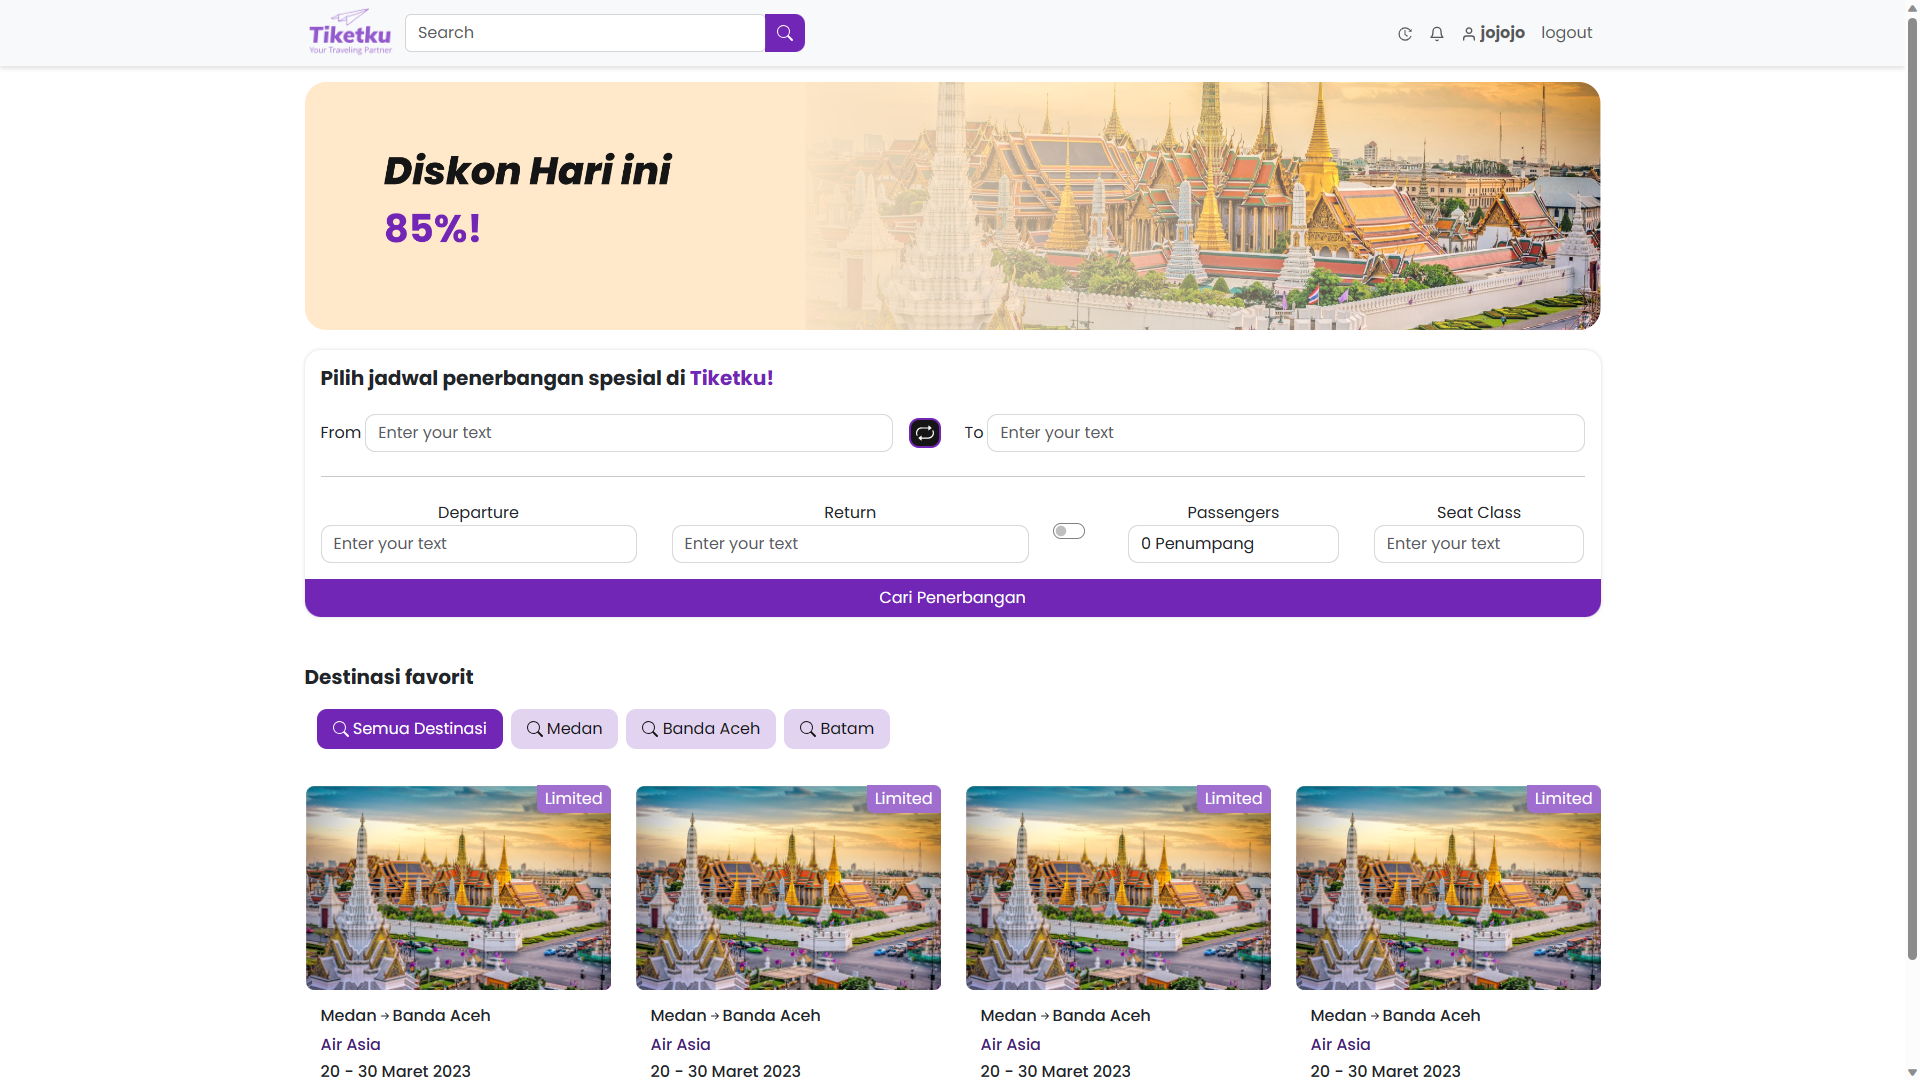 Tiketku
Your Traveling Partner
Search
jojojo
logout
Diskon Hari ini
85%!
Pilih jadwal penerbangan spesial di Tiketku!
From
Enter your text
To
Enter your text
Departure
Return
Passengers
Seat Class
Enter your text
Enter your text
0 Penumpang
Enter your text
Cari Penerbangan
Destinasi favorit
Semua Destinasi
Medan
Banda Aceh
Batam
Limited
Limited
Limited
Limited
Medan → Banda Aceh
Air Asia
20 - 30 Maret 2023
Medan → Banda Aceh
Air Asia
20 - 30 Maret 2023
Medan → Banda Aceh
Air Asia
20 - 30 Maret 2023
Medan → Banda Aceh
Air Asia
20 - 30 Maret 2023